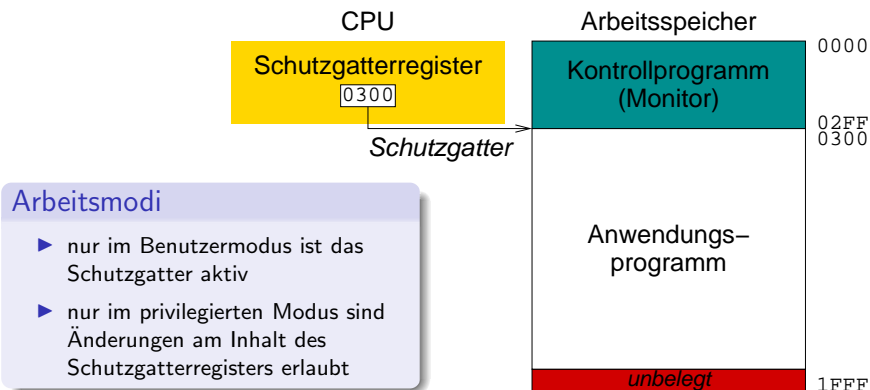 CPU
Arbeitsspeicher
Schutzgatterregister
0300
Schutzgatter
Kontrollprogramm
(Monitor)
0000
02FF
0300
Anwendungs–
programm
unbelegt
1FFF
Arbeitsmodi
▶ nur im Benutzermodus ist das
Schutzgatter aktiv
▶ nur im privilegierten Modus sind
Änderungen am Inhalt des
Schutzgatterregisters erlaubt